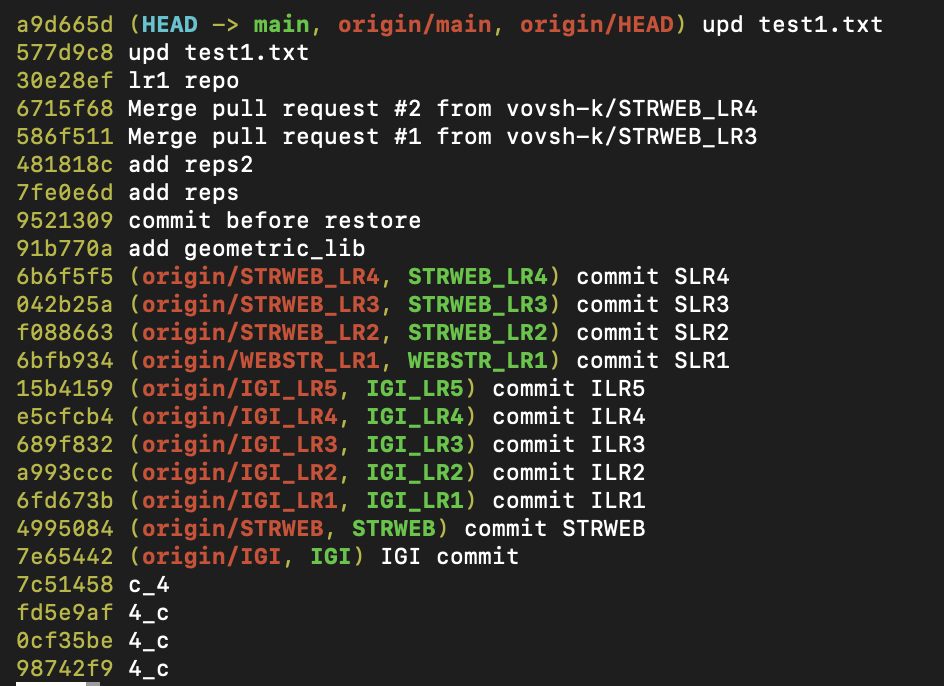 a9d665d (HEAD -> main, origin/main, origin/HEAD) upd test1.txt
577d9c8 upd test1.txt
30e28ef lr1 repo
6715f68 Merge pull request #2 from vovsh-k/STRWEB_LR4
586f511 Merge pull request #1 from vovsh-k/STRWEB_LR3
481818c add reps2
7fe0e6d add reps
9521309 commit before restore
91b770a add geometric_lib
6b6f5f5 (origin/STRWEB_LR4, STRWEB_LR4) commit SLR4
042b25a (origin/STRWEB_LR3, STRWEB_LR3) commit SLR3
f088663 (origin/STRWEB_LR2, STRWEB_LR2) commit SLR2
6bfb934 (origin/WEBSTR_LR1, WEBSTR_LR1) commit SLR1
15b4159 (origin/IGI_LR5, IGI_LR5) commit ILR5
e5cfcb4 (origin/IGI_LR4, IGI_LR4) commit ILR4
689f832 (origin/IGI_LR3, IGI_LR3) commit ILR3
a993ccc (origin/IGI_LR2, IGI_LR2) commit ILR2
6fd673b (origin/IGI_LR1, IGI_LR1) commit ILR1
4995084 (origin/STRWEB, STRWEB) commit STRWEB
7e65442 (origin/IGI, IGI) IGI commit
7c51458 c_4
fd5e9af 4_c
0cf35be 4_c
98742f9 4_c